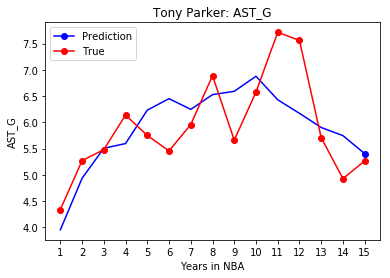 Tony Parker: AST_G
Prediction
True
AST_G
7.5
7.0
6.5
6.0
5.5
5.0
4.5
4.0
1 2 3 4 5 6 7 8 9 10 11 12 13 14 15
Years in NBA